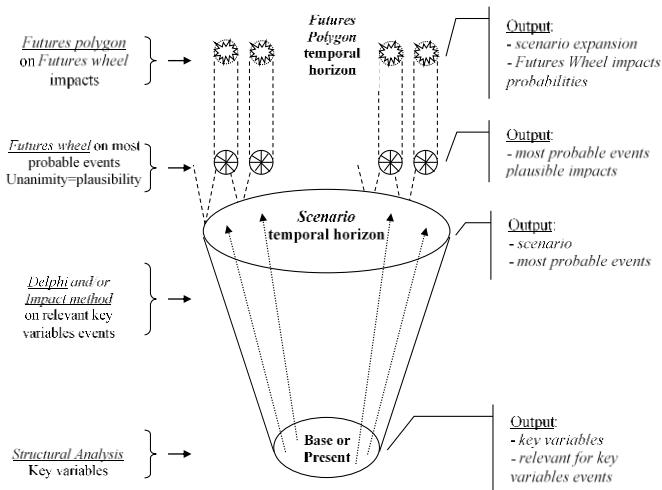 Futures polygon
on Futures wheel
impacts
Futures
Polygon
temporal
horizon
Output:
- scenario expansion
- Futures Wheel impacts
probabilities
Futures wheel on most
probable events
Unanimity=plausibility
Output:
- most probable events
plausible impacts
Scenario
temporal horizon
Output:
- scenario
- most probable events
Delphi and/or
Impact method
on relevant key
variables events
Structural Analysis
Key variables
Base or
Present
Output:
- key variables
- relevant for key
variables events